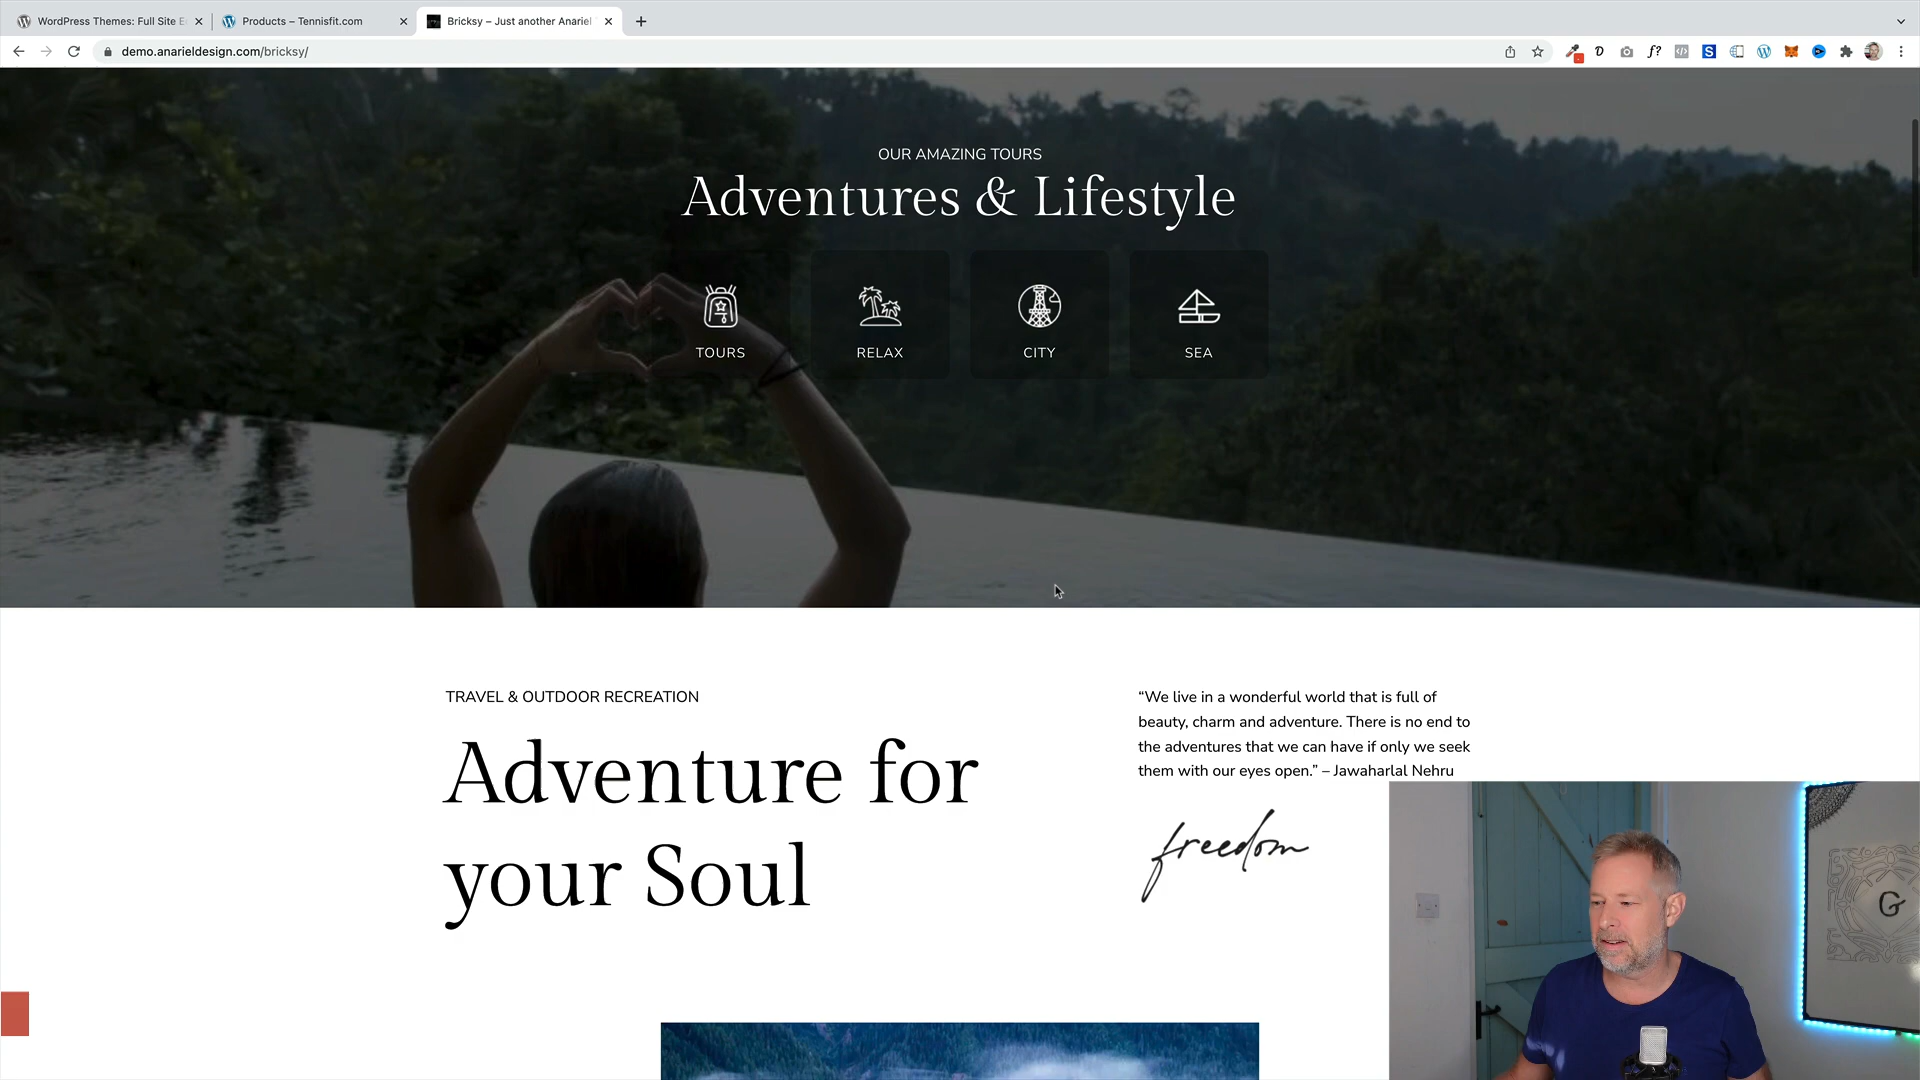 WordPress Themes: Full Site E
Products – Tennisfit.com
Bricksy – Just another Anariel
demo.anarieldesign.com/bricksy/
OUR AMAZING TOURS
Adventures & Lifestyle
TOURS
RELAX
CITY
SEA
TRAVEL & OUTDOOR RECREATION
Adventure for
your Soul
“We live in a wonderful world that is full of
beauty, charm and adventure. There is no end to
the adventures that we can have if only we seek
them with our eyes open.” – Jawaharlal Nehru
freedom
G